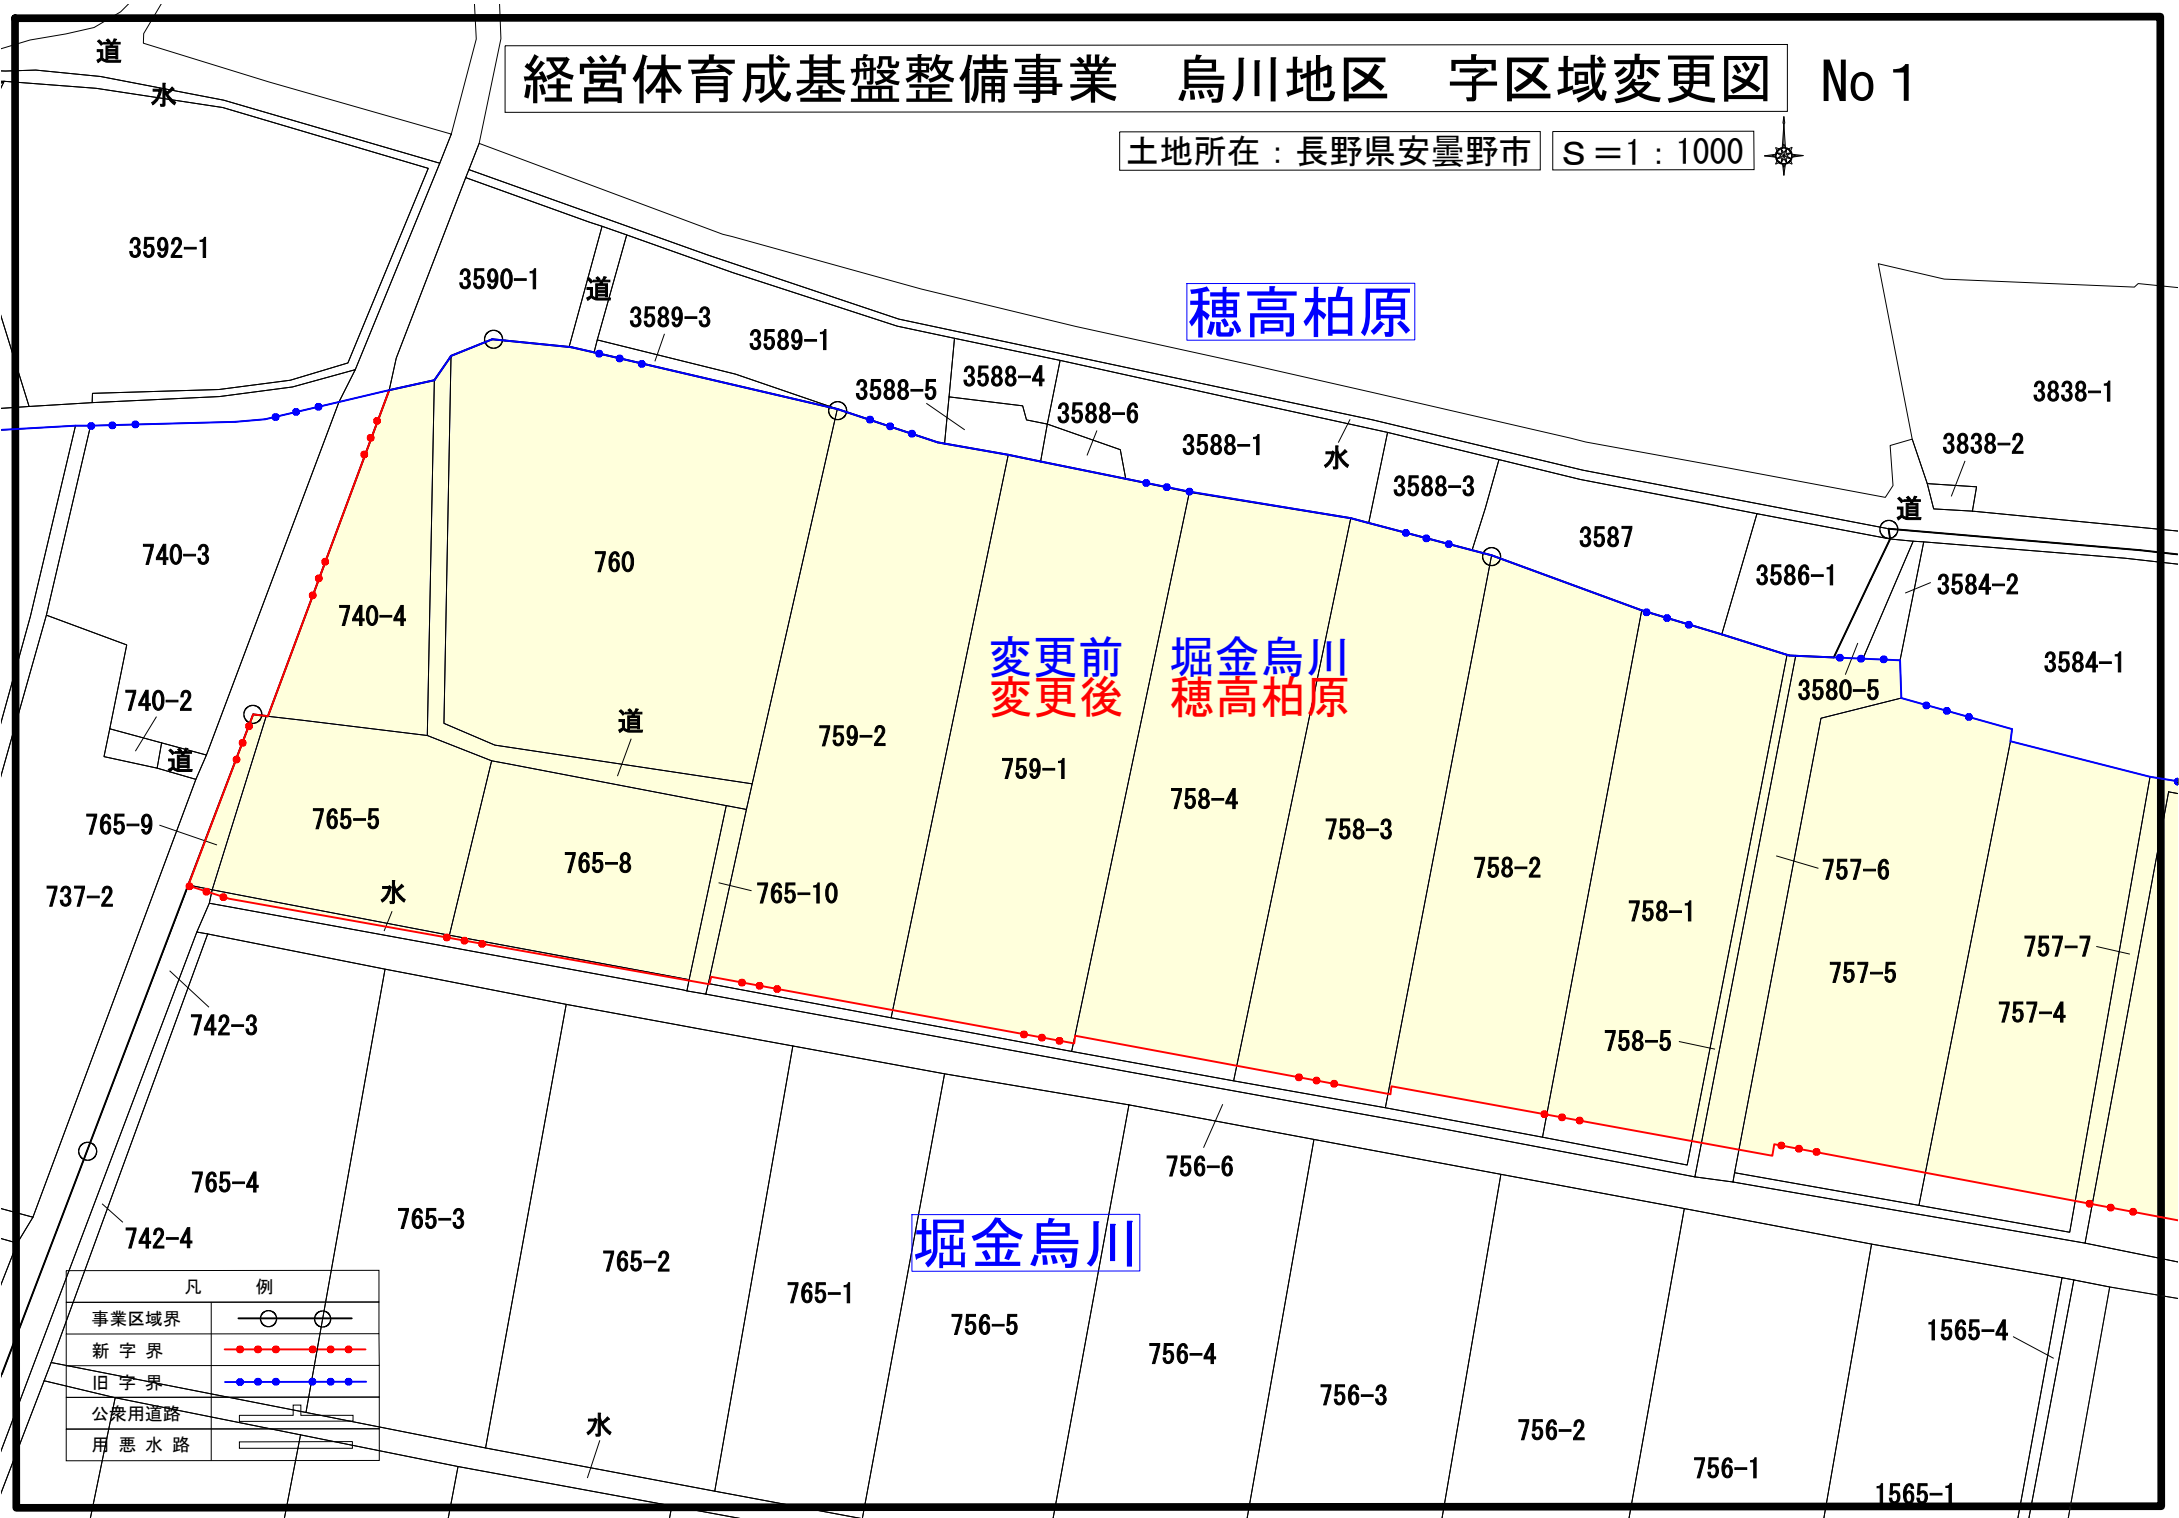 経営体育成基盤整備事業　烏川地区　字区域変更図 No 1
土地所在：長野県安曇野市 S＝1：1000
道
水
3592-1
3590-1
道
3589-3
3589-1
3588-5
3588-4
3588-6
3588-1
水
3588-3
3587
3586-1
穂高柏原
3838-1
3838-2
道
3584-2
3584-1
3580-5
740-3
740-4
760
740-2
道
道
変更前　堀金烏川
変更後　穂高柏原
759-2
759-1
758-4
758-3
758-2
758-1
757-6
757-5
757-7
757-4
758-5
765-9
765-5
765-8
765-10
水
737-2
742-3
742-4
765-4
765-3
765-2
765-1
堀金烏川
756-6
756-5
756-4
756-3
756-2
756-1
1565-4
1565-1
水
凡　例
事業区域界
新字界
旧字界
公衆用道路
用悪水路